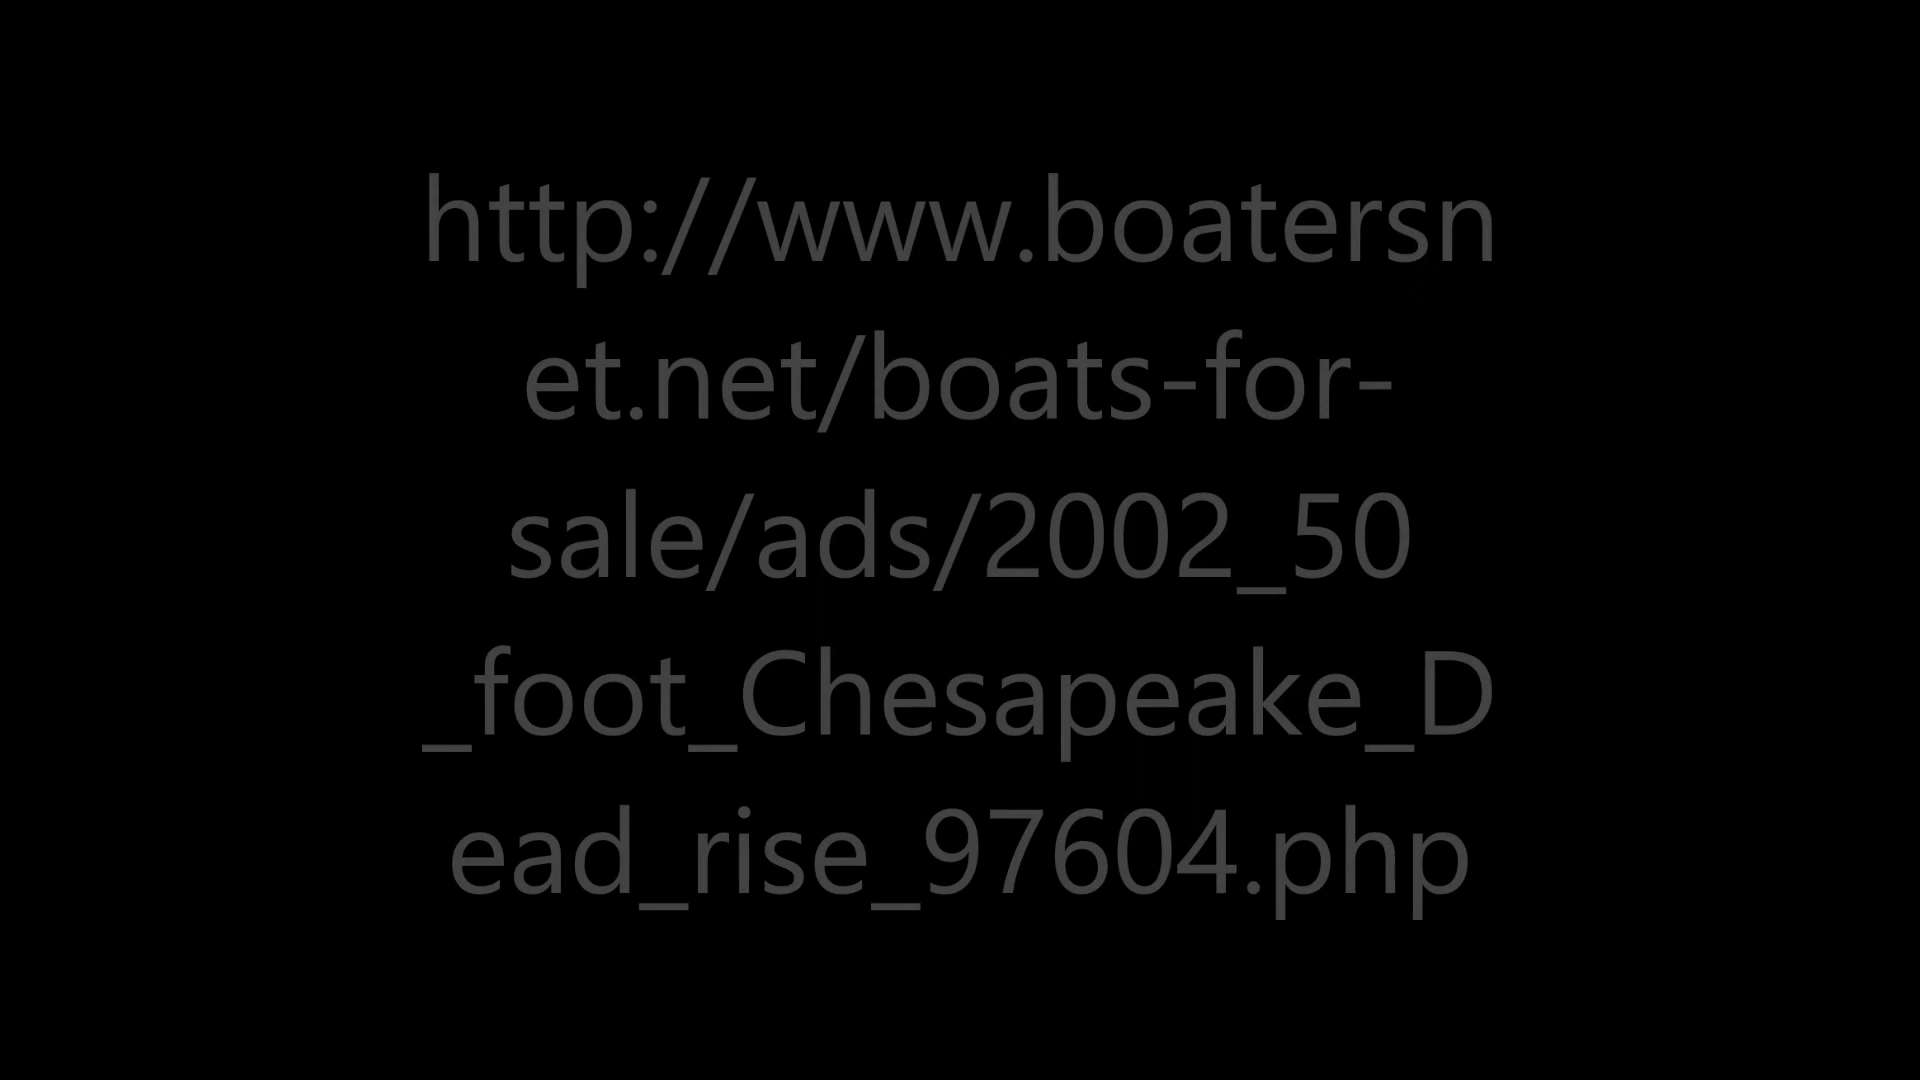 http://www.boatersn
et.net/boats-for-
sale/ads/2002_50
_foot_Chesapeake_D
ead_rise_97604.php